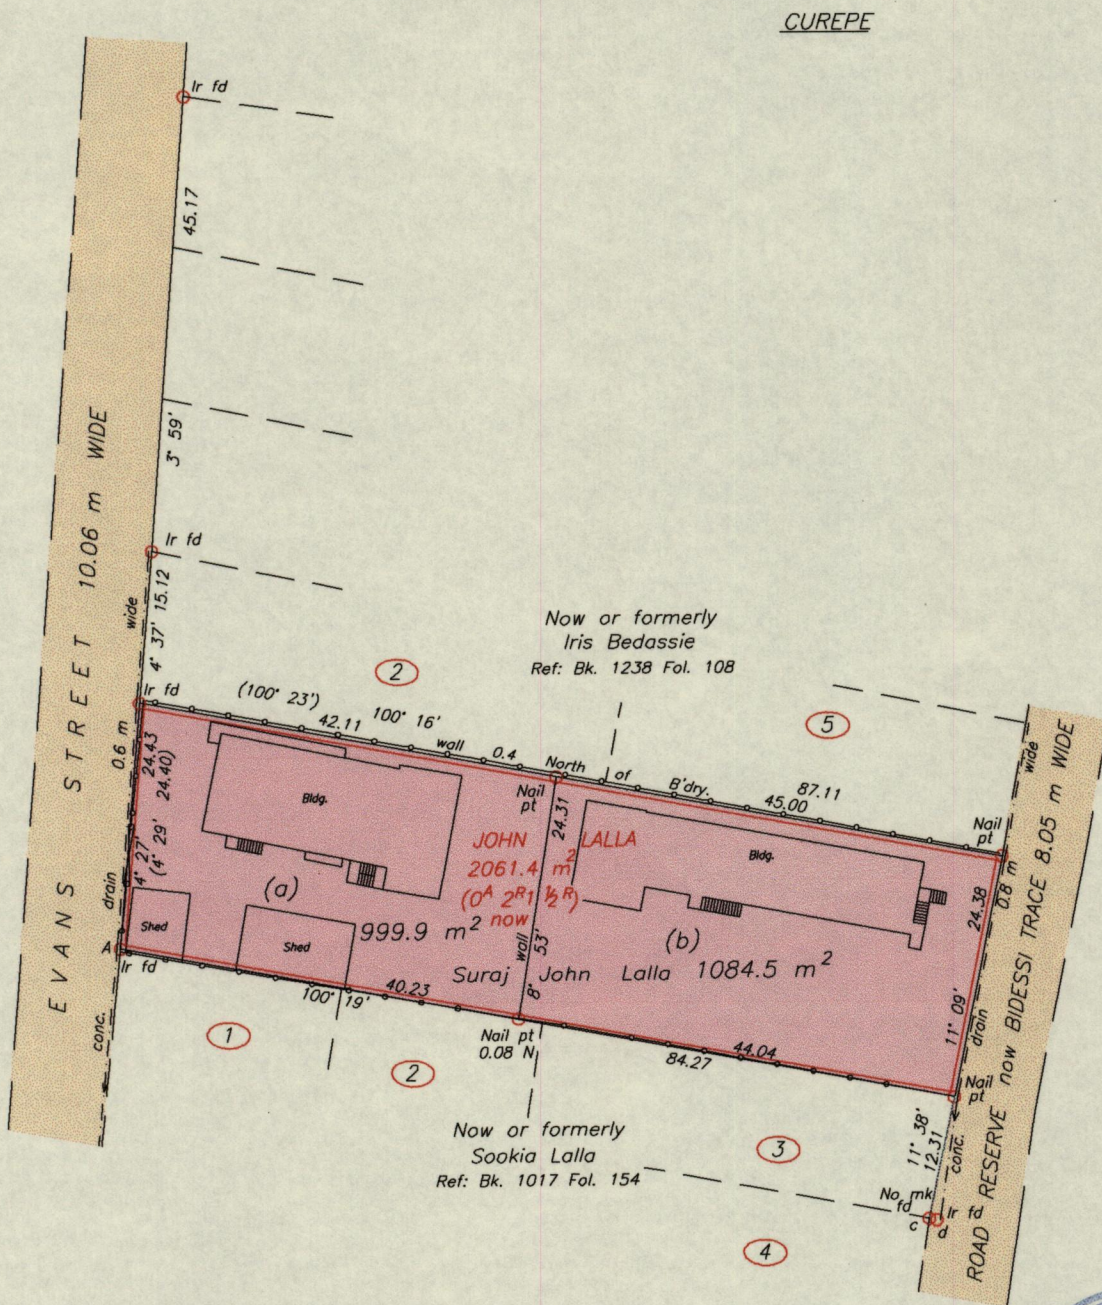 CUREPE
Ir fd
45.17
3° 59'
Ir fd
4° 37' 15.12
wide
EVANS STREET 10.06 m WIDE
Now or formerly
Iris Bedassie
Ref: Bk. 1238 Fol. 108
2
5
Ir fd
(100° 23')
42.11 100° 16'
wall 0.4 North of B'dry.
87.11
45.00
Nail
pt
Nail
pt
wide
0.6 m
24.43
24.40)
4° 27'
(4° 29'
drain
Bldg.
24.31
Bldg.
JOHN LALLA
2061.4 m²
(0ᴬ 2ᴿ1 ½ ᴿ)
now
(a)
999.9 m²
(b)
Suraj John Lalla 1084.5 m²
wall
8° 53'
Shed
Shed
24.38
0.8 m
11° 09'
drain
A
Ir fd
conc.
100° 19'
40.23
Nail pt
0.08 N
44.04
84.27
Nail
pt
1
2
Now or formerly
Sookia Lalla
Ref: Bk. 1017 Fol. 154
3
11° 38'
12.31
conc.
No mk
fd
c
Ir fd
d
4
ROAD RESERVE now BIDESSI TRACE 8.05 m WIDE